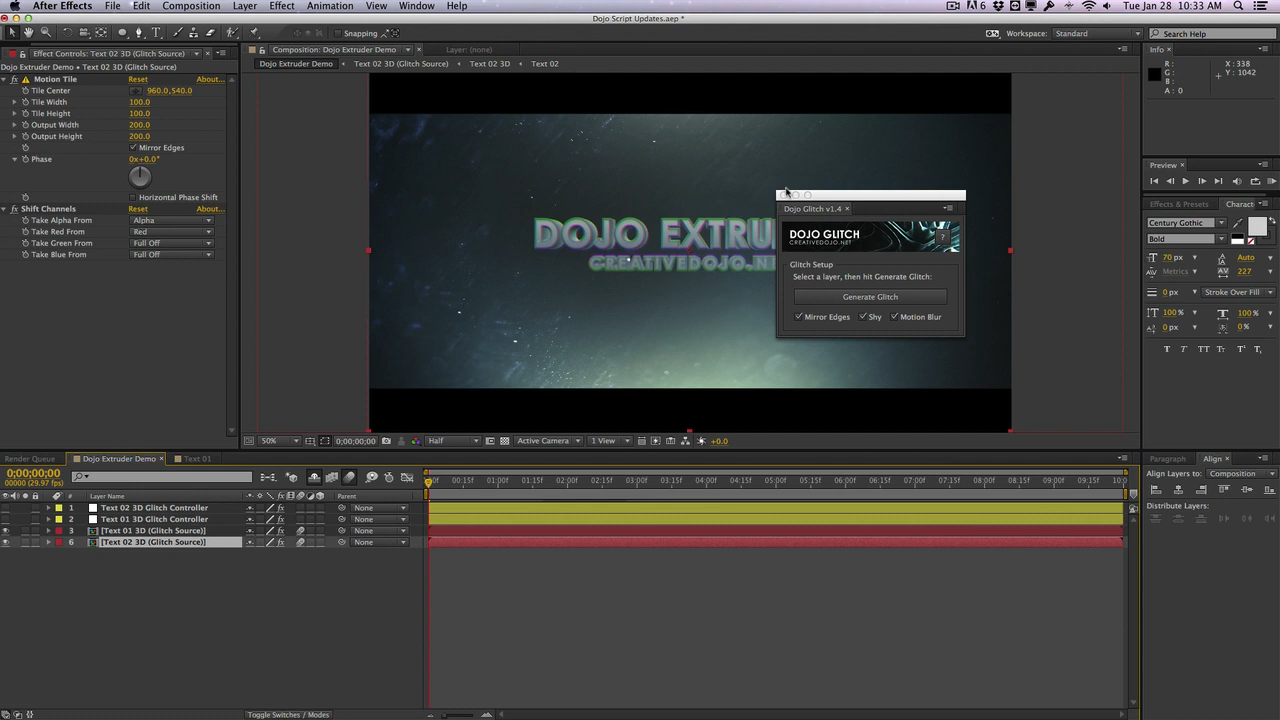 After Effects File Edit Composition Layer Effect Animation View Window Help
6 Tue Jan 28 10:33 AM
Dojo Script Updates.aep *
Snapping
Workspace: Standard
Search Help
Effect Controls: Text 02 3D (Glitch Source)
Text 02 3D (Glitch Source)
Motion Tile Reset About...
Tile Center 960.0,540.0
Tile Width 100.0
Tile Height 100.0
Output Width 200.0
Output Height 200.0
Mirror Edges
Phase 0x+0.0°
Horizontal Phase Shift
Shift Channels Reset About...
Take Alpha From Alpha
Take Red From Red
Take Green From Full Off
Take Blue From Full Off
Composition: Dojo Extruder Demo
Layer: (none)
Dojo Extruder Demo Text 02 3D (Glitch Source) Text 02 3D Text 02
DOJO EXTRU
CREATIVEDOJO.NE
Dojo Glitch v1.4
DOJO GLITCH
CREATIVEDOJO.NET
?
Glitch Setup
Select a layer, then hit Generate Glitch:
Generate Glitch
Mirror Edges Shy Motion Blur
50% 0;00;00;00 Half Active Camera 1 View +0.0
Info
R: X: 338
G: Y: 1042
B:
A: 0
Preview
Effects & Presets Charact
Century Gothic
Bold
70 px Auto
Metrics 227
0 px Stroke Over Fill
100% 100%
0 px 0%
Render Queue Dojo Extruder Demo Text 01
0;00;00;00
00000 (29.97 fps)
# Layer Name Parent
1 Text 02 3D Glitch Controller None
2 Text 01 3D Glitch Controller None
3 [Text 01 3D (Glitch Source)] None
6 [Text 02 3D (Glitch Source)] None
00:15f 01:00f 01:15f 02:00f 02:15f 03:00f 03:15f 04:00f 04:15f 05:00f 05:15f 06:00f 06:15f 07:00f 07:15f 08:00f 08:15f 09:00f 09:15f 10:0
Paragraph Align
Align Layers to: Composition
Distribute Layers:
Toggle Switches / Modes